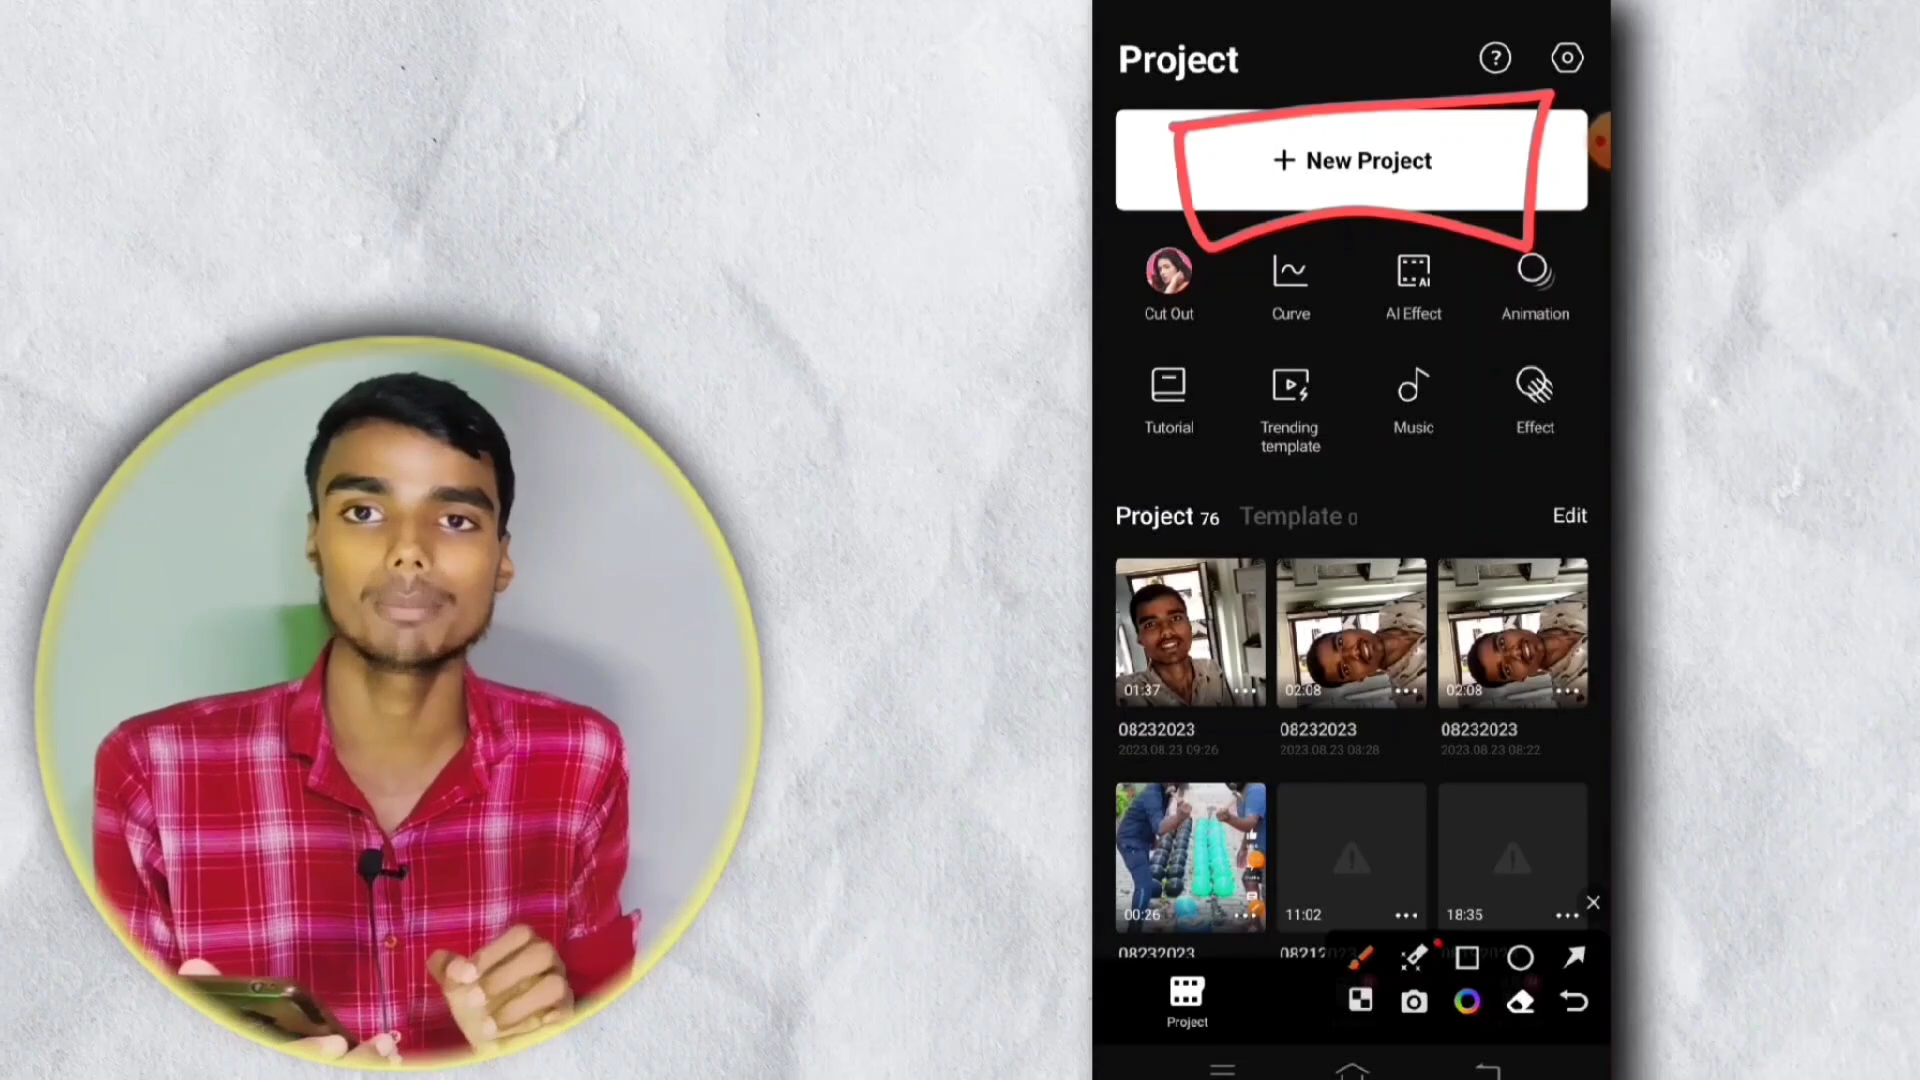 Project
?
+ New Project
Cut Out
Curve
AI Effect
Animation
Tutorial
Trending
template
Music
Effect
Project 76
Template 0
Edit
01:37
02:08
02:08
08232023
08232023
08232023
2023.08.23 09:26
2023.08.23 08:28
2023.08.23 08:22
00:26
11:02
18:35
08232023
Project